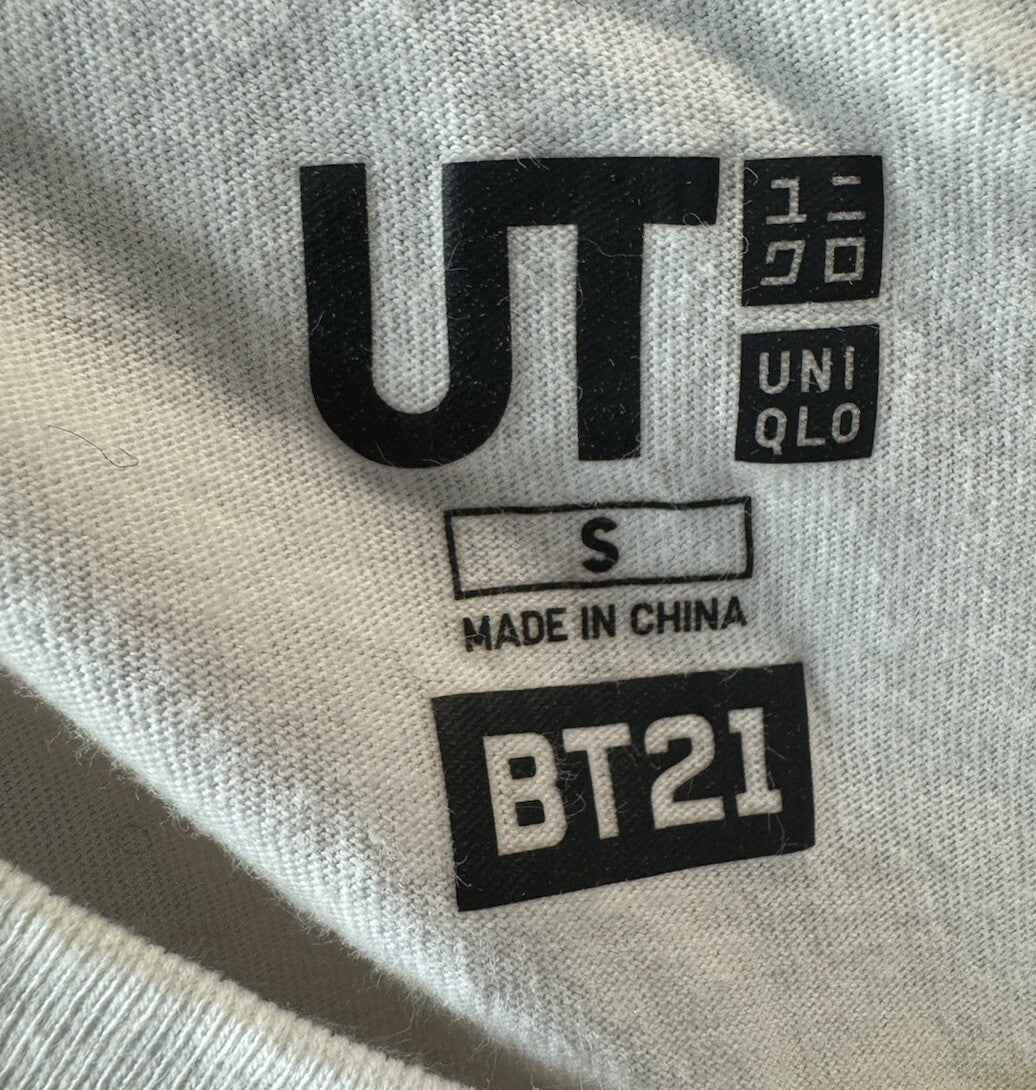 UT
ユニ
クロ
UNI
QLO
S
MADE IN CHINA
BT21